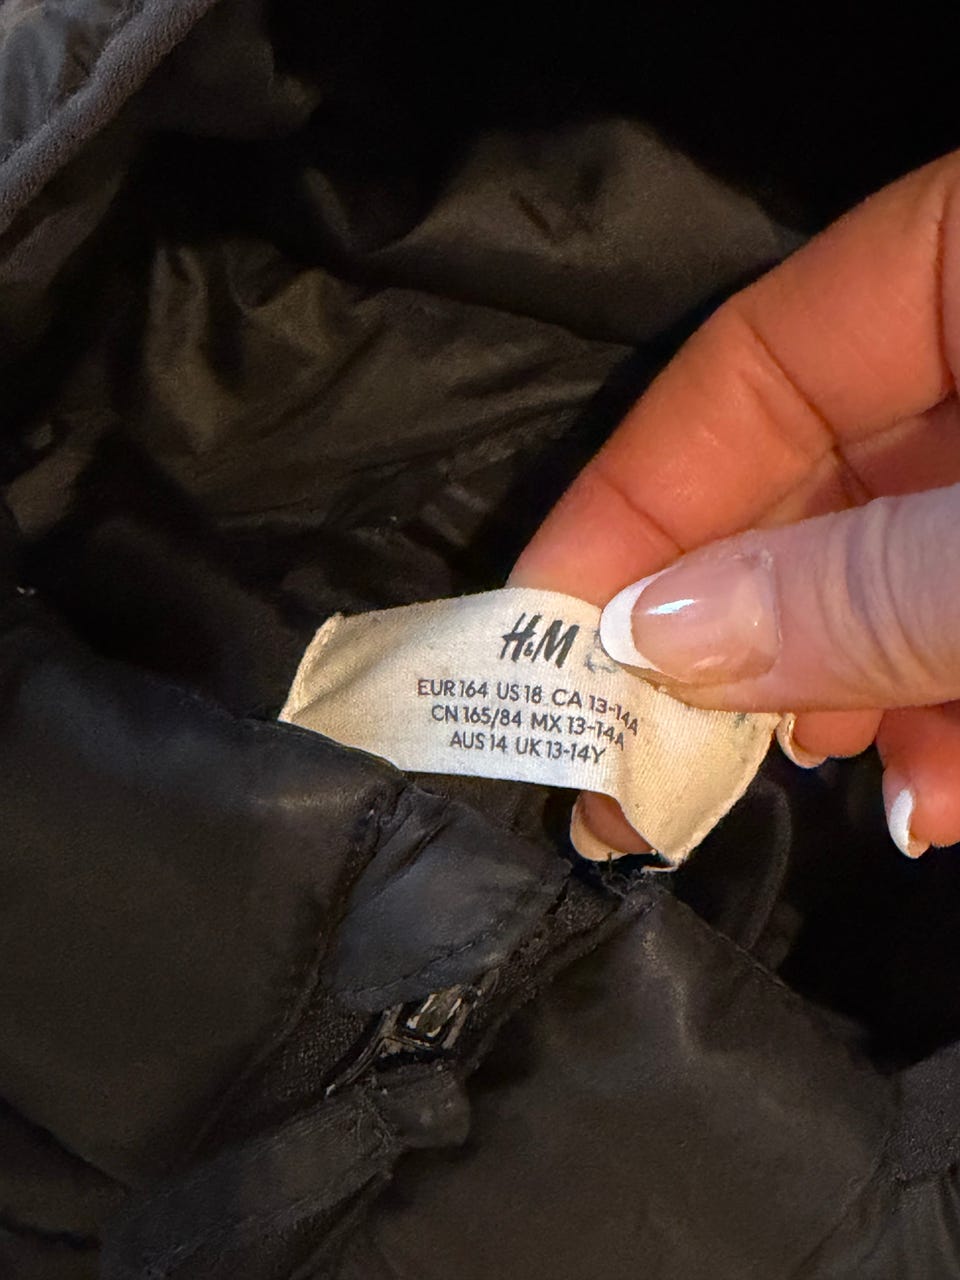 H&M
EUR 164 US 18 CA 13-14A
CN 165/84 MX 13-14A
AUS 14 UK 13-14Y